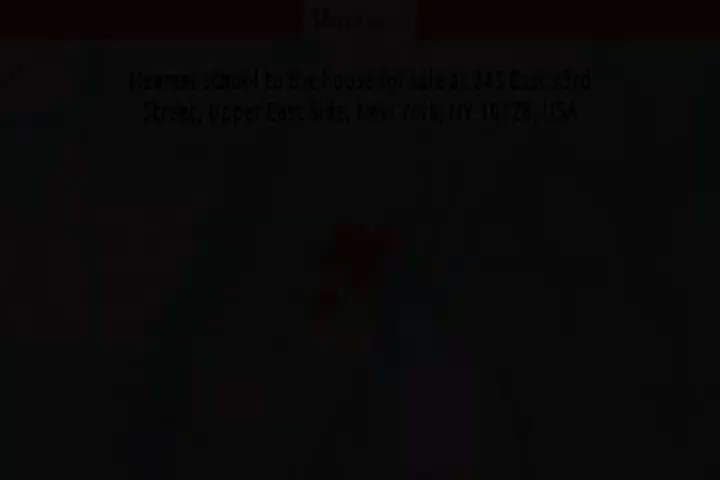 Nearest school to the house for sale at 245 East 93rd
Street, Upper East Side, New York, NY 10128, USA